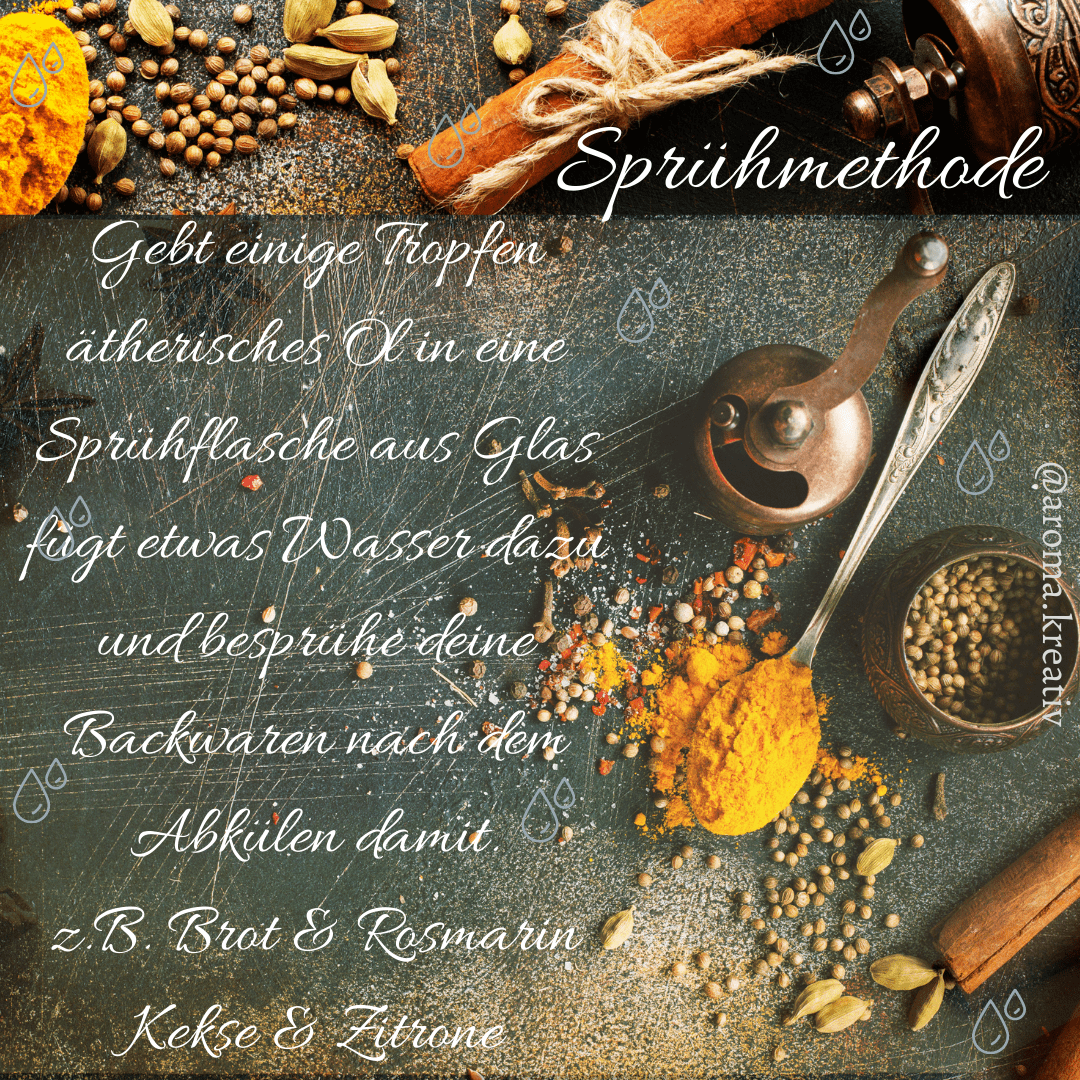 Sprühmethode
Gebt einige Tropfen
ätherisches Öl in eine
Sprühflasche aus Glas
fügt etwas Wasser dazu
und besprühe deine
Backwaren nach dem
Abkülen damit.
z.B. Brot & Rosmarin
Kekse & Zitrone
@aroma.kreativ